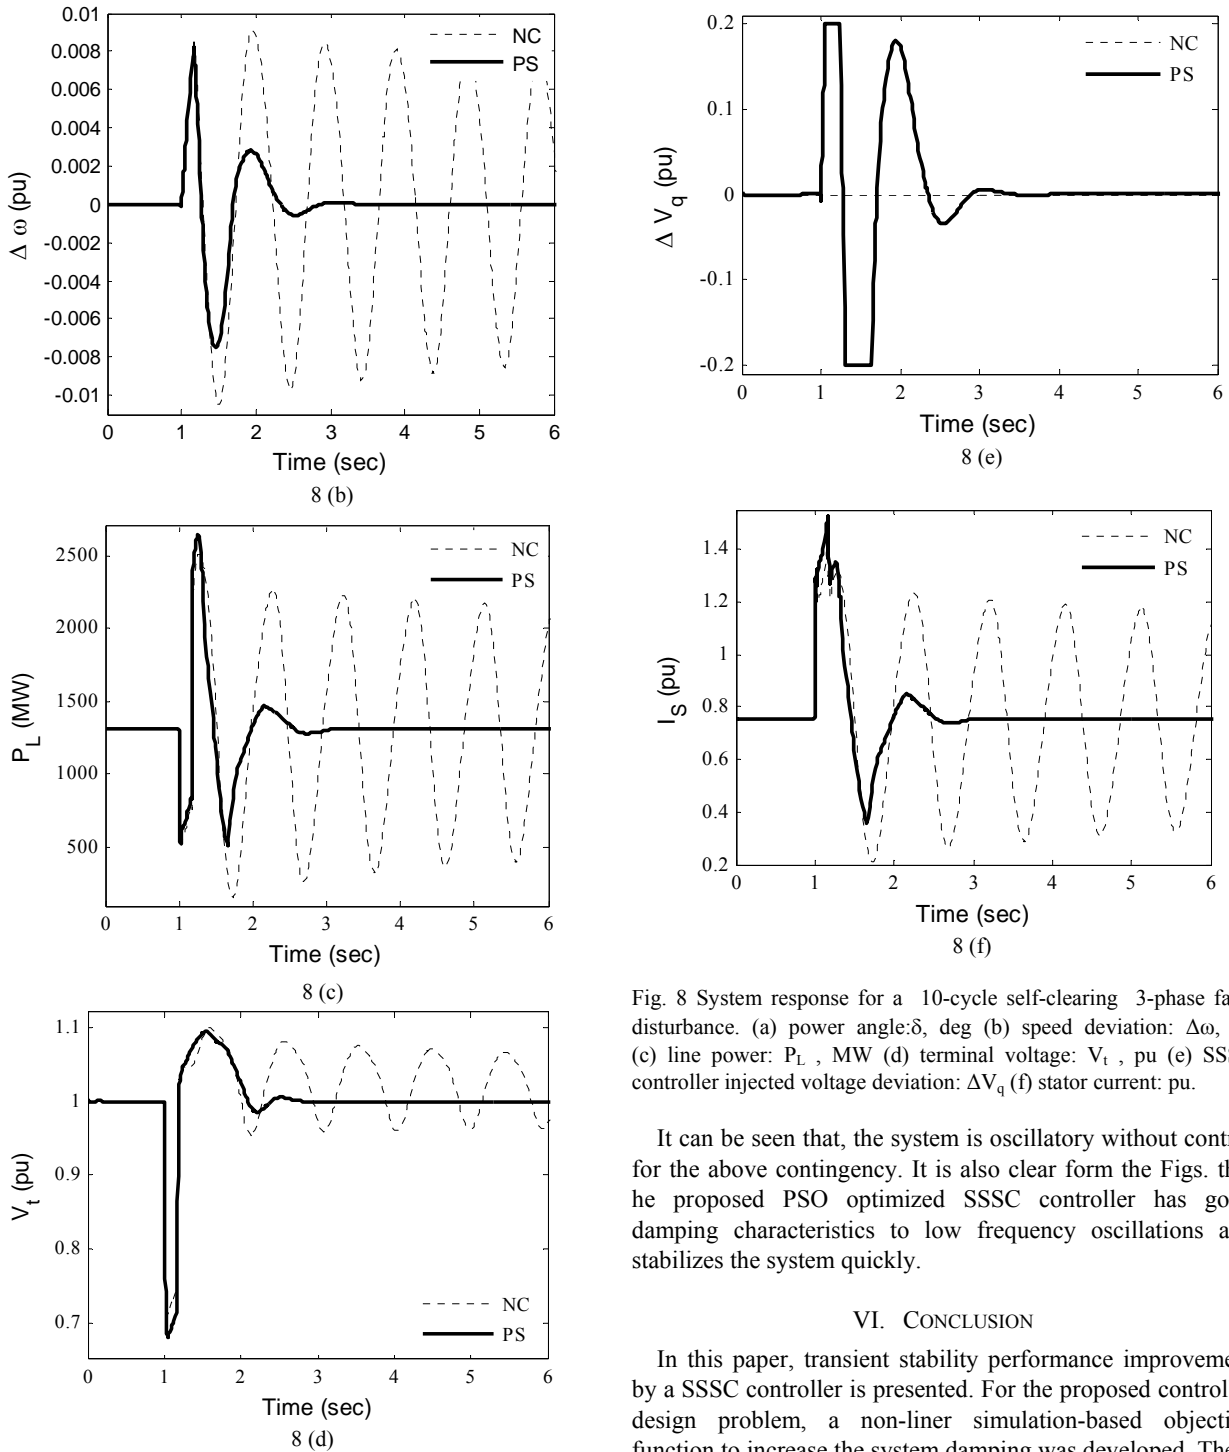 0.01
0.008
0.006
0.004
0.002
0
-0.002
-0.004
-0.006
-0.008
-0.01
Δ ω (pu)
NC
PS
0 1 2 3 4 5 6
Time (sec)
8 (b)
2500
2000
1500
1000
500
P_L (MW)
NC
PS
0 1 2 3 4 5 6
Time (sec)
8 (c)
1.1
1
0.9
0.8
0.7
V_t (pu)
NC
PS
0 1 2 3 4 5 6
Time (sec)
8 (d)
0.2
0.1
0
-0.1
-0.2
Δ V_q (pu)
NC
PS
0 1 2 3 4 5 6
Time (sec)
8 (e)
1.4
1.2
1
0.8
0.6
0.4
0.2
I_S (pu)
NC
PS
0 1 2 3 4 5 6
Time (sec)
8 (f)
Fig. 8 System response for a 10-cycle self-clearing 3-phase fa
disturbance. (a) power angle:δ, deg (b) speed deviation: Δω,
(c) line power: P_L , MW (d) terminal voltage: V_t , pu (e) SS
controller injected voltage deviation: ΔV_q (f) stator current: pu.
It can be seen that, the system is oscillatory without contr
for the above contingency. It is also clear form the Figs. th
he proposed PSO optimized SSSC controller has go
damping characteristics to low frequency oscillations a
stabilizes the system quickly.
VI. CONCLUSION
In this paper, transient stability performance improveme
by a SSSC controller is presented. For the proposed controll
design problem, a non-liner simulation-based objecti
function to increase the system damping was developed. The